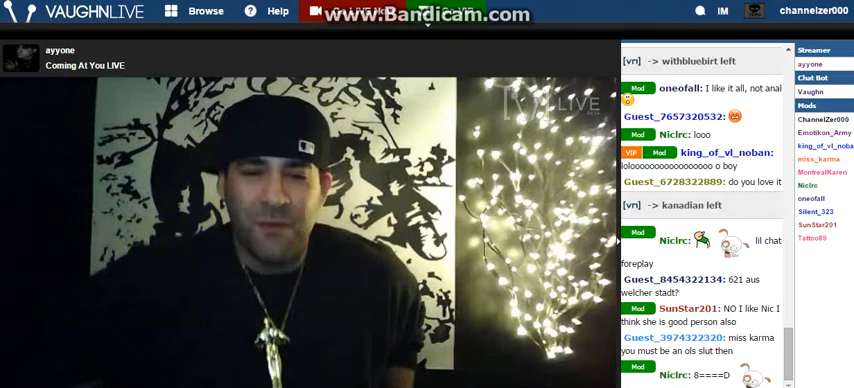 VAUGHNLIVE
Browse
Help
www.Bandicam.com
IM
channelzer000
ayyone
Coming At You LIVE
LIVE
[vn] -> withbluebirt left
Mod oneofall: I like it all, not anal
Guest_7657320532:
Mod Niclrc: looo
VIP Mod king_of_vl_noban:
lolooooooooooooooooo o boy
Guest_6728322889: do you love it
[vn] -> kanadian left
Mod Niclrc: lil chat
foreplay
Guest_8454322134: 621 aus
welcher stadt?
Mod SunStar201: NO I like Nic I
think she is good person also
Guest_3974322320: miss karma
you must be an ols slut then
Mod Niclrc: 8====D
Streamer
ayyone
Chat Bot
Vaughn
Mods
ChannelZer000
Emotikon_Army
king_of_vl_noba
miss_karma
MontrealKaren
Niclrc
oneofall
Silent_323
SunStar201
Tattoo89